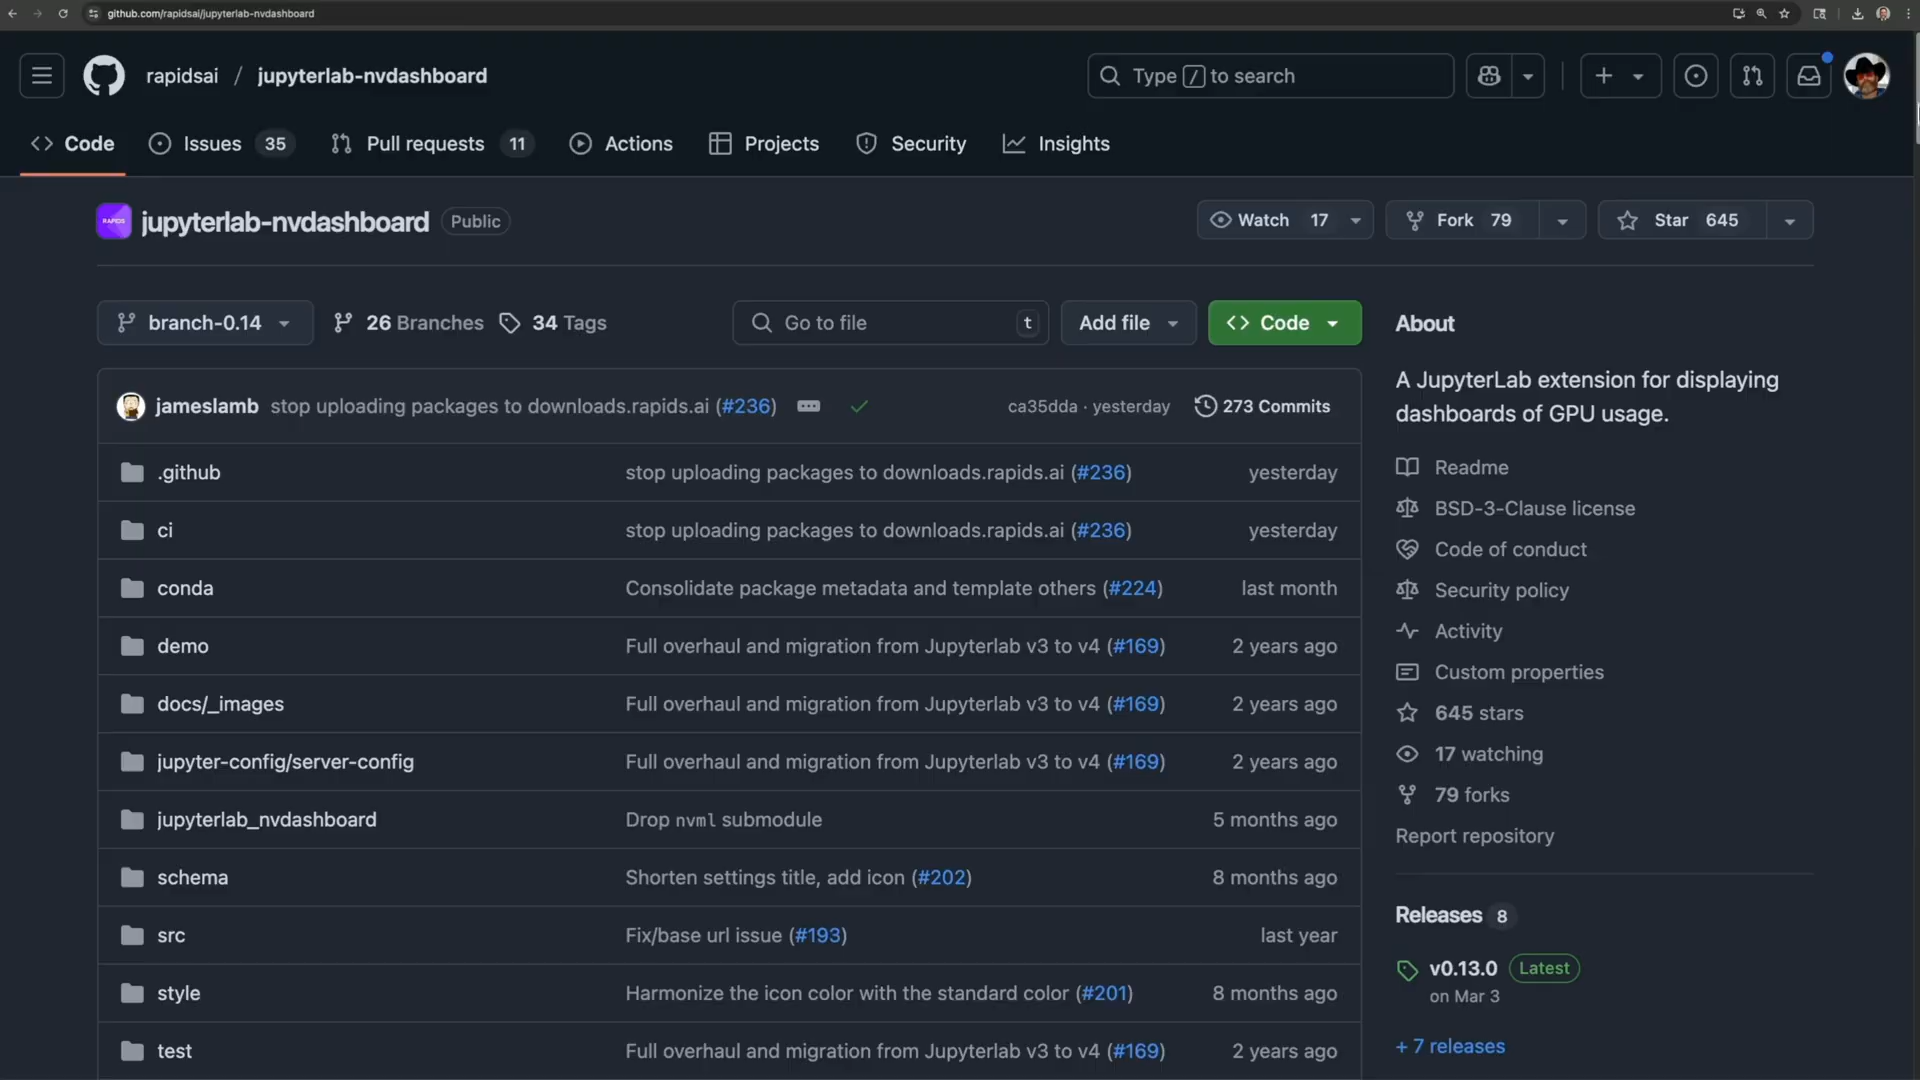 github.com/rapidsai/jupyterlab-nvdashboard
rapidsai / jupyterlab-nvdashboard
Type / to search
Code
Issues 35
Pull requests 11
Actions
Projects
Security
Insights
RAPIDS
jupyterlab-nvdashboard Public
Watch 17
Fork 79
Star 645
branch-0.14
26 Branches
34 Tags
Go to file t
Add file
Code
jameslamb stop uploading packages to downloads.rapids.ai (#236)
ca35dda · yesterday
273 Commits
.github stop uploading packages to downloads.rapids.ai (#236) yesterday
ci stop uploading packages to downloads.rapids.ai (#236) yesterday
conda Consolidate package metadata and template others (#224) last month
demo Full overhaul and migration from Jupyterlab v3 to v4 (#169) 2 years ago
docs/_images Full overhaul and migration from Jupyterlab v3 to v4 (#169) 2 years ago
jupyter-config/server-config Full overhaul and migration from Jupyterlab v3 to v4 (#169) 2 years ago
jupyterlab_nvdashboard Drop nvml submodule 5 months ago
schema Shorten settings title, add icon (#202) 8 months ago
src Fix/base url issue (#193) last year
style Harmonize the icon color with the standard color (#201) 8 months ago
test Full overhaul and migration from Jupyterlab v3 to v4 (#169) 2 years ago
About
A JupyterLab extension for displaying
dashboards of GPU usage.
Readme
BSD-3-Clause license
Code of conduct
Security policy
Activity
Custom properties
645 stars
17 watching
79 forks
Report repository
Releases 8
v0.13.0 Latest
on Mar 3
+ 7 releases